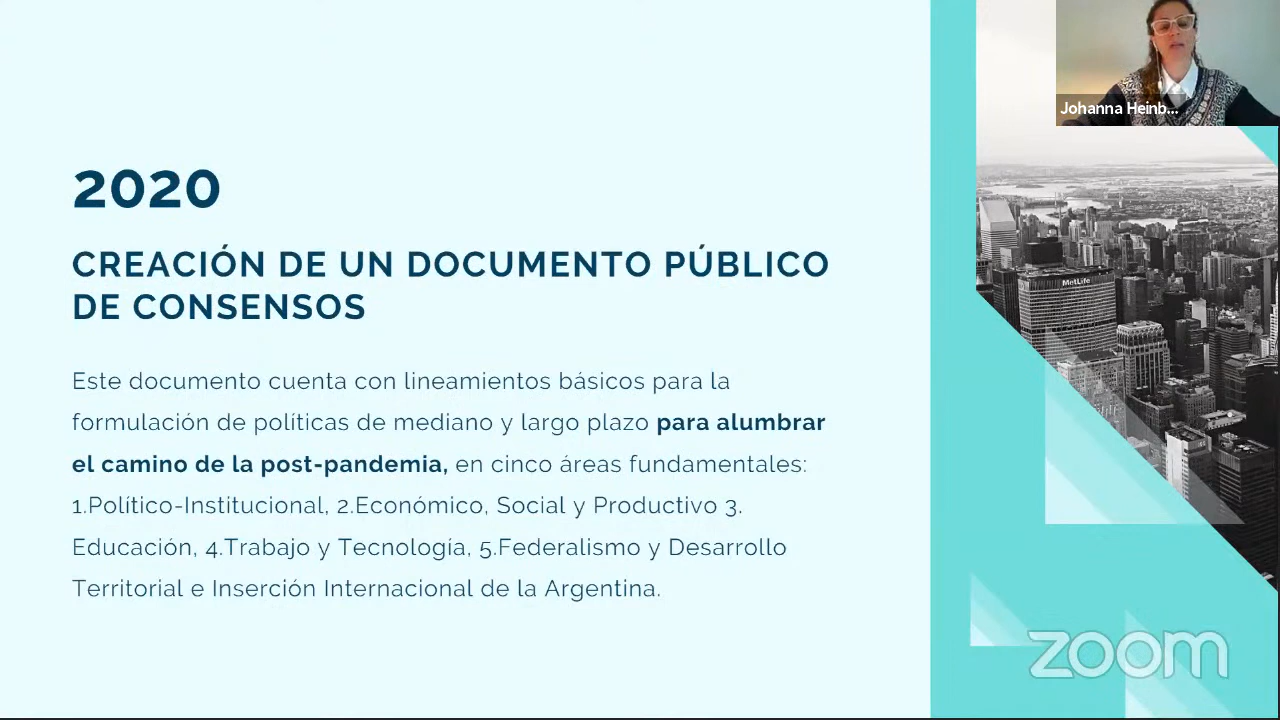 2020
CREACIÓN DE UN DOCUMENTO PÚBLICO
DE CONSENSOS
Este documento cuenta con lineamientos básicos para la
formulación de políticas de mediano y largo plazo para alumbrar
el camino de la post-pandemia, en cinco áreas fundamentales:
1.Político-Institucional, 2.Económico, Social y Productivo 3.
Educación, 4.Trabajo y Tecnología, 5.Federalismo y Desarrollo
Territorial e Inserción Internacional de la Argentina.
Johanna Heinb...
MetLife
zoom